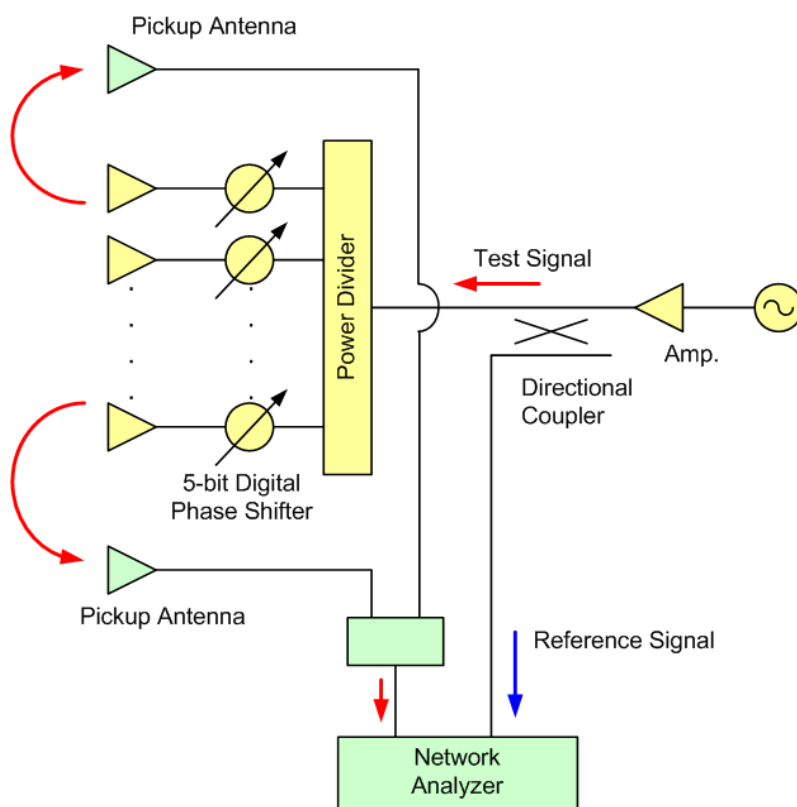 Pickup Antenna
Test Signal
Power Divider
Amp.
Directional
Coupler
5-bit Digital
Phase Shifter
Pickup Antenna
Reference Signal
Network
Analyzer